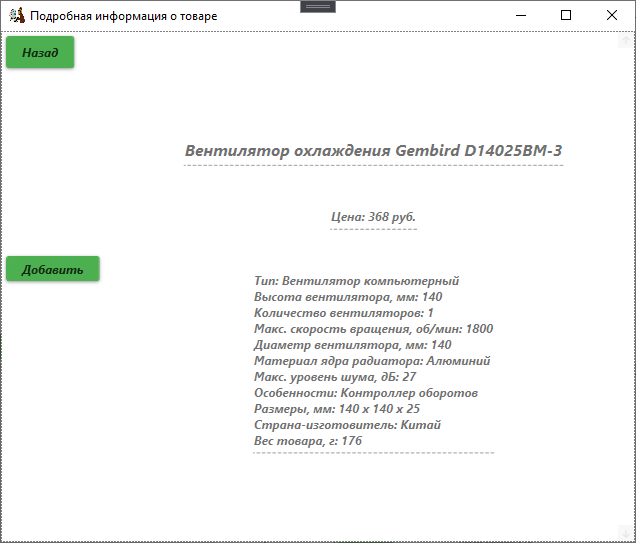 Подробная информация о товаре
Назад
Вентилятор охлаждения Gembird D14025BM-3
Цена: 368 руб.
Добавить
Тип: Вентилятор компьютерный
Высота вентилятора, мм: 140
Количество вентиляторов: 1
Макс. скорость вращения, об/мин: 1800
Диаметр вентилятора, мм: 140
Материал ядра радиатора: Алюминий
Макс. уровень шума, дБ: 27
Особенности: Контроллер оборотов
Размеры, мм: 140 x 140 x 25
Страна-изготовитель: Китай
Вес товара, г: 176